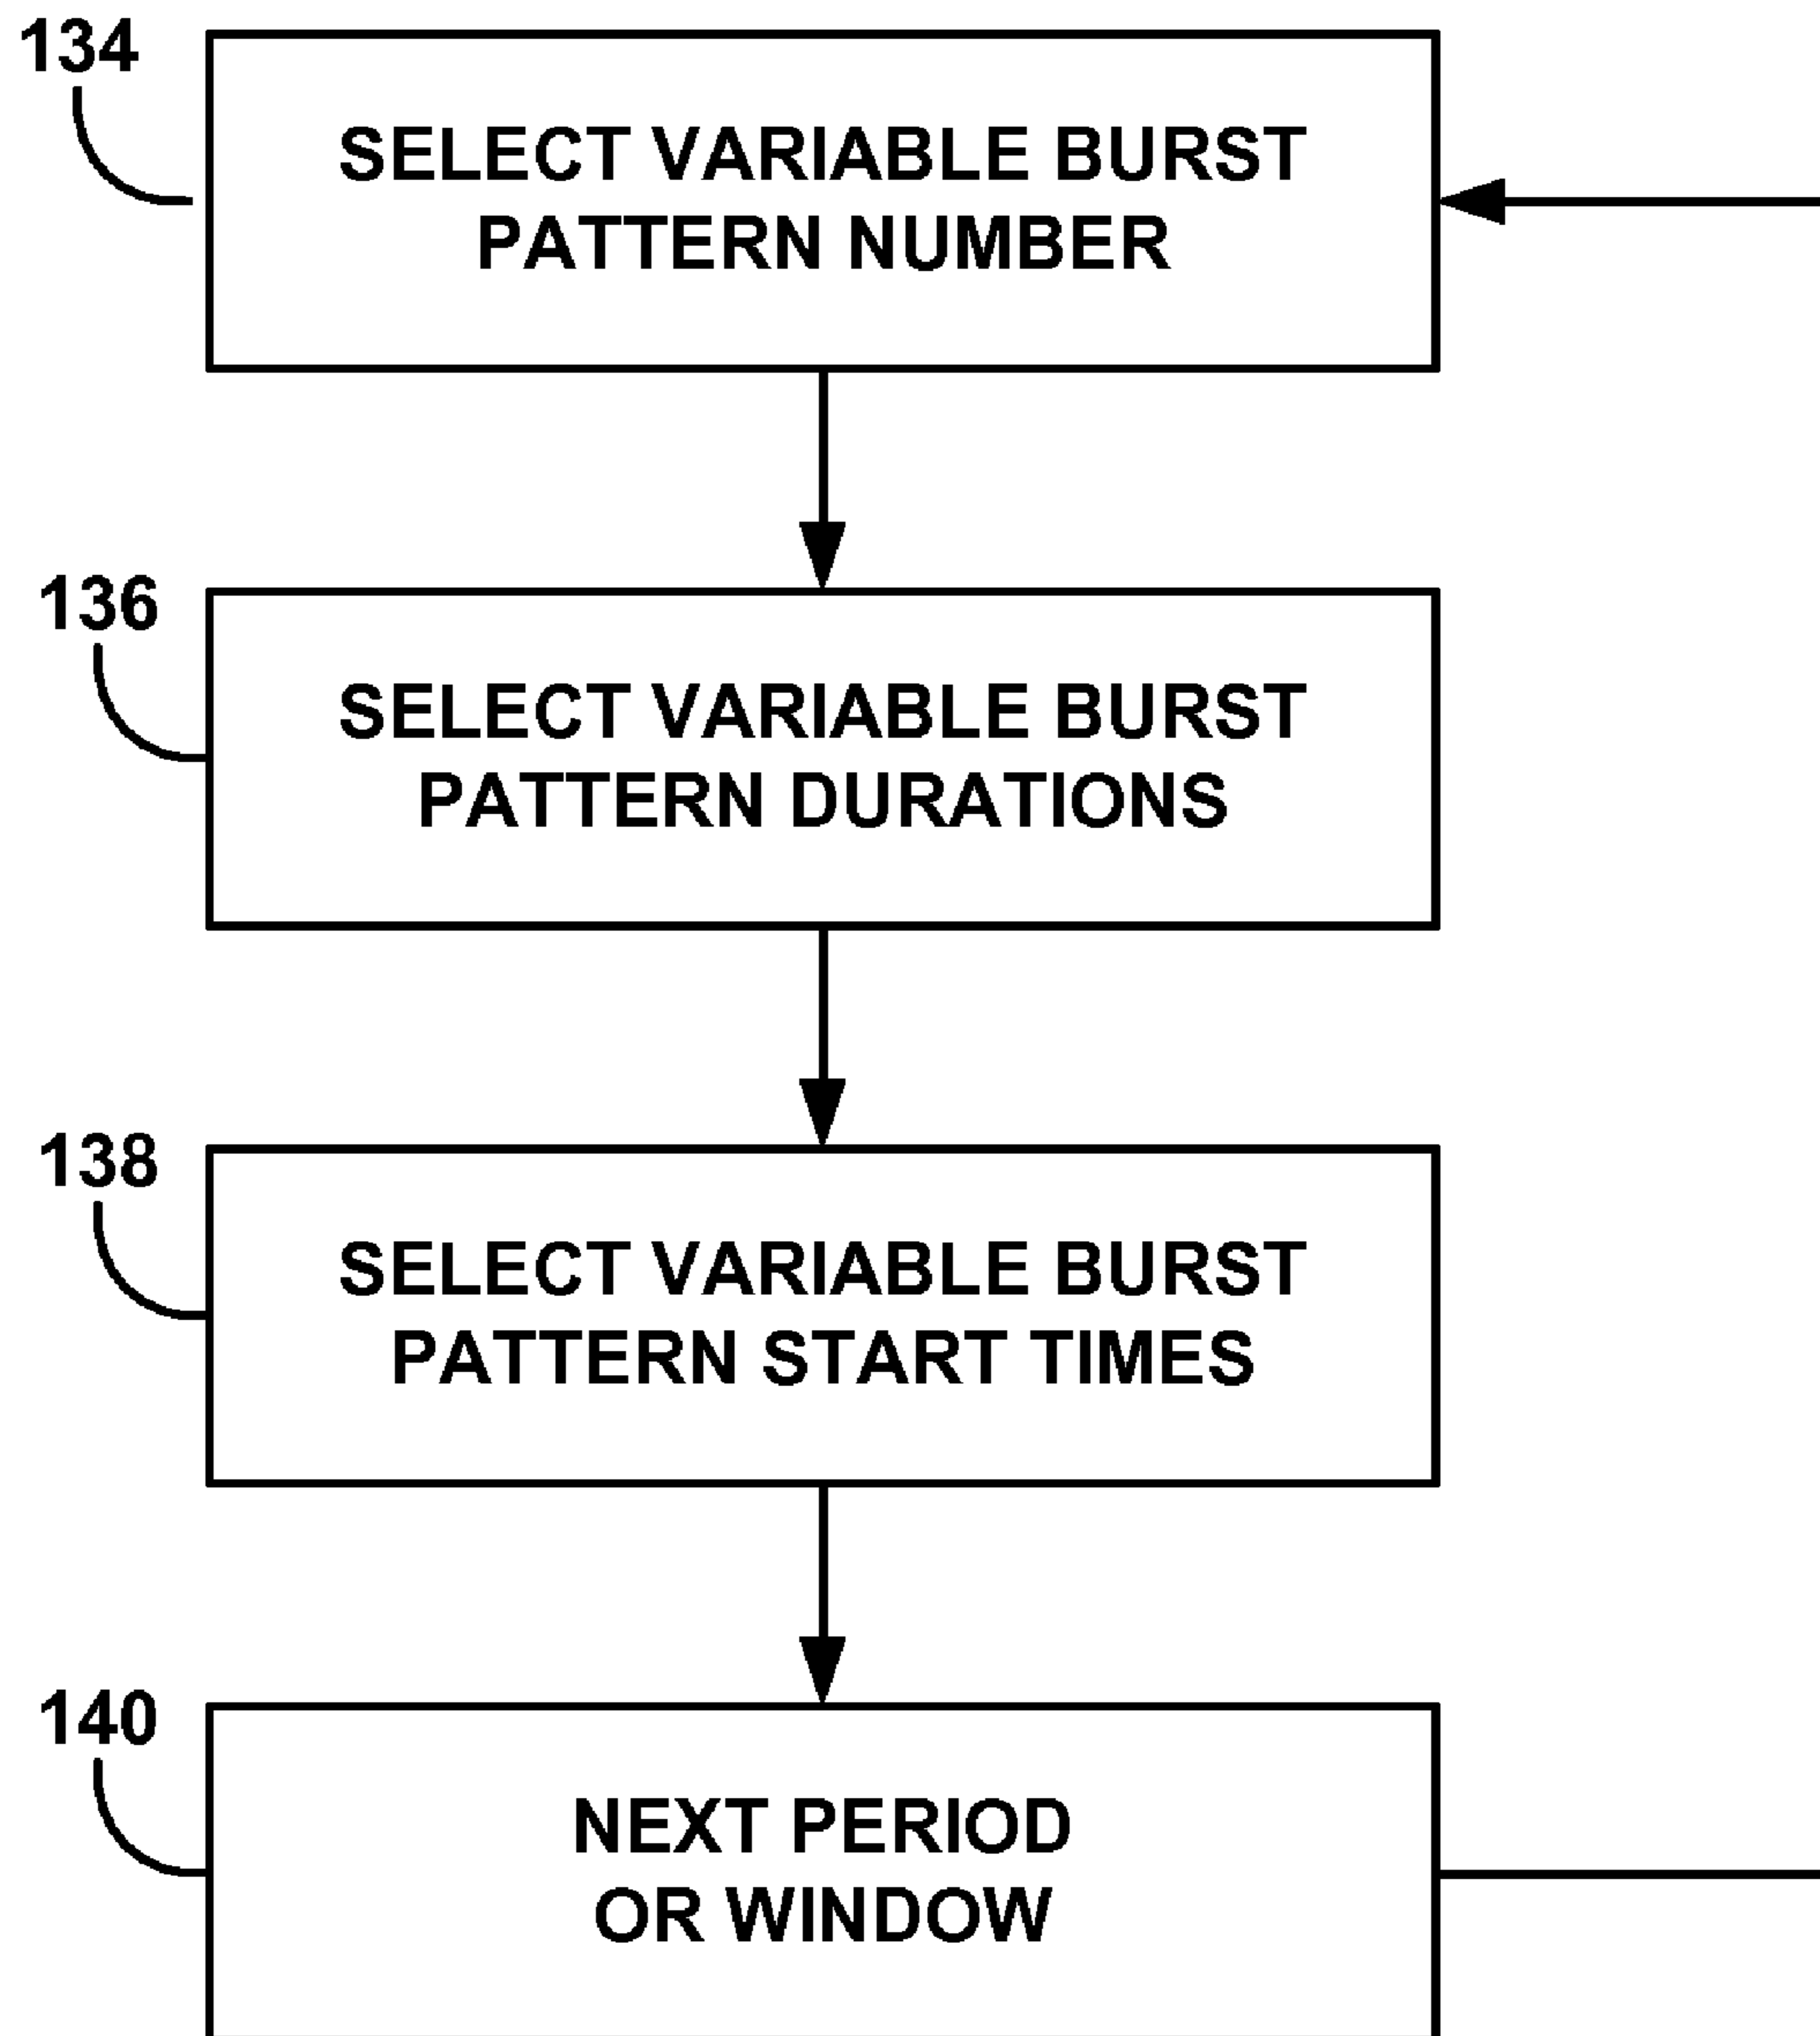 134
SELECT VARIABLE BURST
PATTERN NUMBER
136
SELECT VARIABLE BURST
PATTERN DURATIONS
138
SELECT VARIABLE BURST
PATTERN START TIMES
140
NEXT PERIOD
OR WINDOW